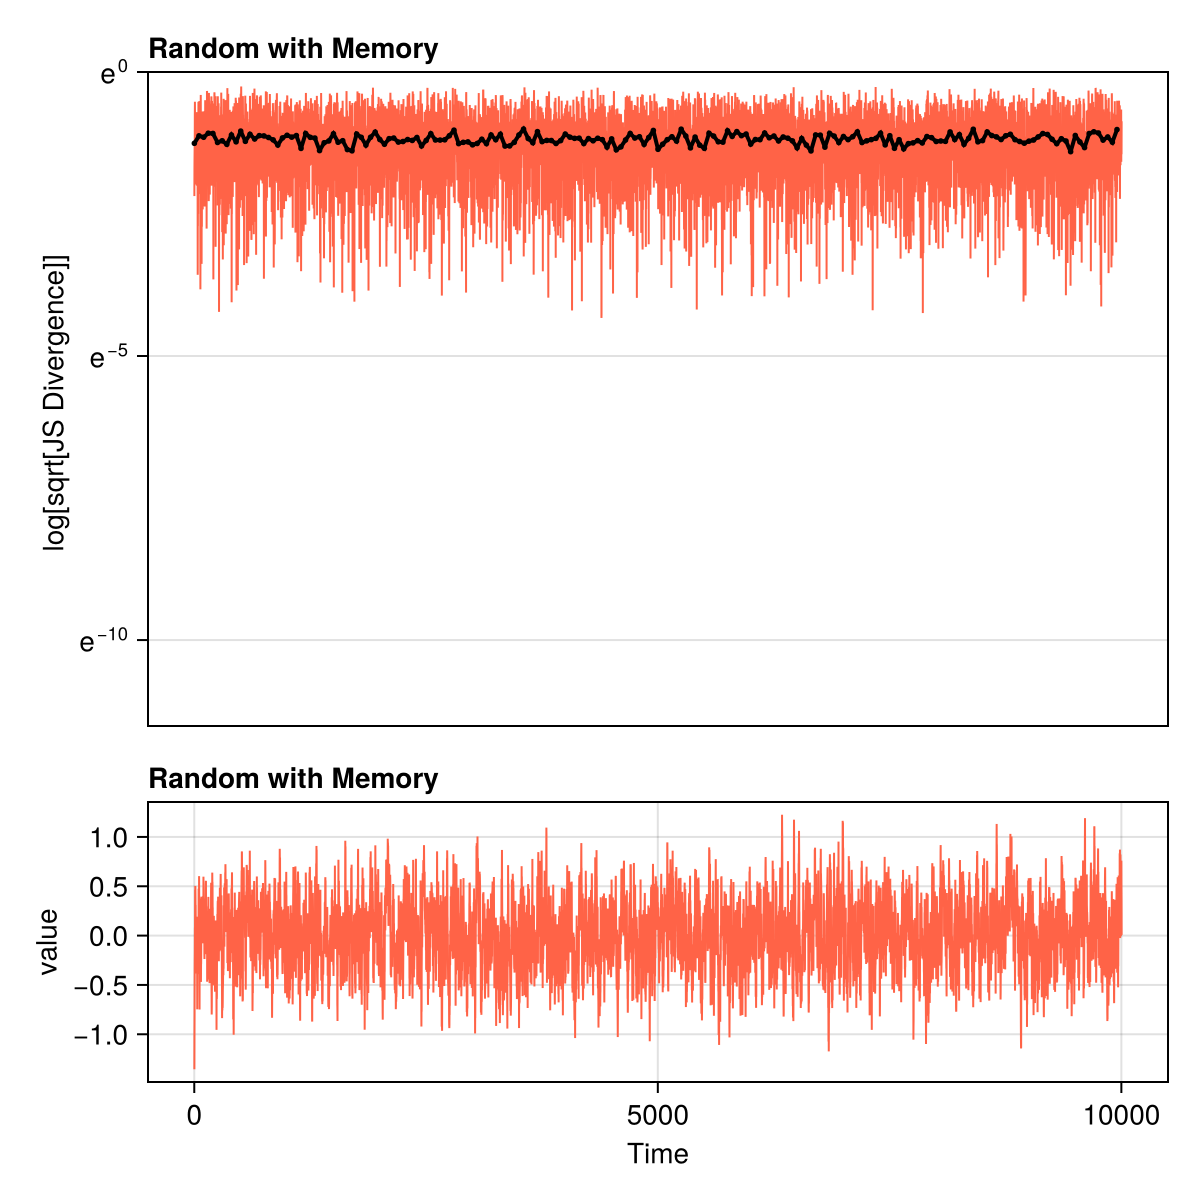 Random with Memory
e⁰
e⁻⁵
e⁻¹⁰
log[sqrt[JS Divergence]]
Random with Memory
1.0
0.5
0.0
−0.5
−1.0
value
0 5000 10000
Time